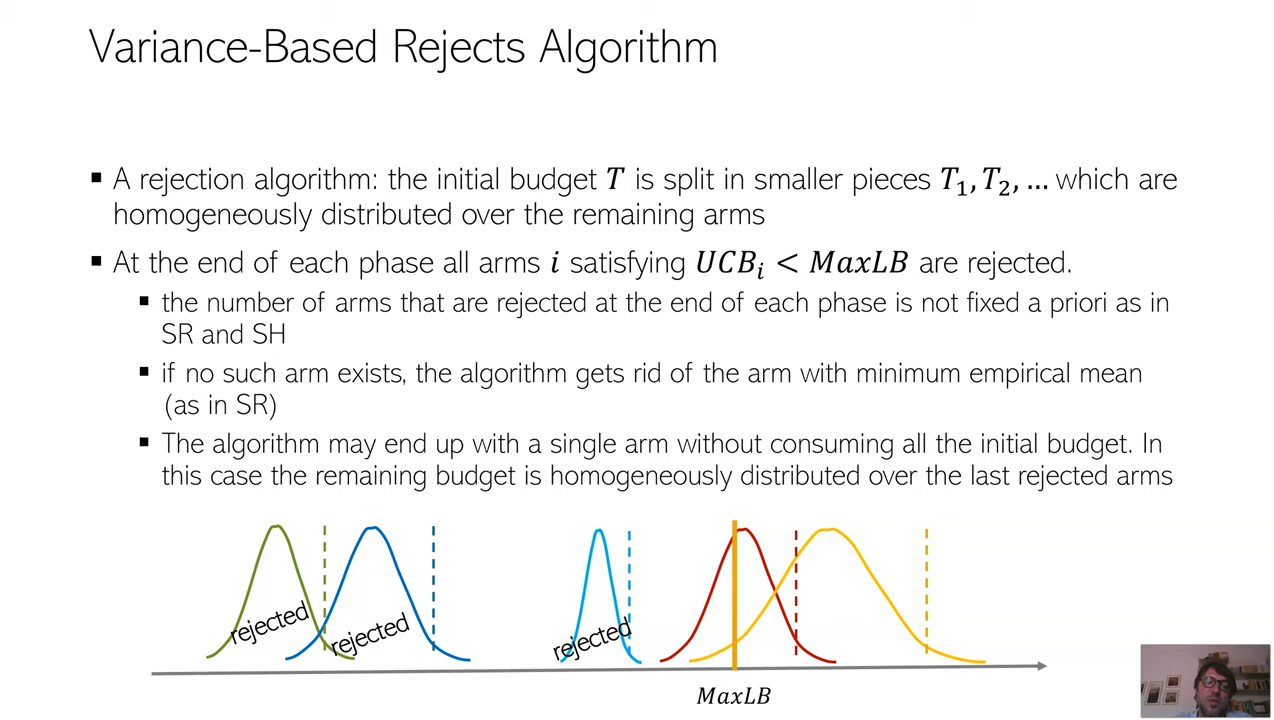 Variance-Based Rejects Algorithm
▪ A rejection algorithm: the initial budget T is split in smaller pieces T₁, T₂, … which are
homogeneously distributed over the remaining arms
▪ At the end of each phase all arms i satisfying UCBᵢ < MaxLB are rejected.
▪ the number of arms that are rejected at the end of each phase is not fixed a priori as in
SR and SH
▪ if no such arm exists, the algorithm gets rid of the arm with minimum empirical mean
(as in SR)
▪ The algorithm may end up with a single arm without consuming all the initial budget. In
this case the remaining budget is homogeneously distributed over the last rejected arms
rejected
rejected
rejected
MaxLB